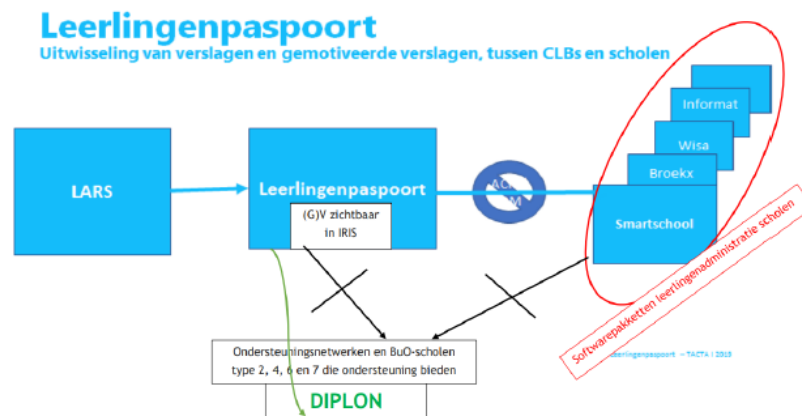 Leerlingenpaspoort
Uitwisseling van verslagen en gemotiveerde verslagen, tussen CLBs en scholen
Informat
Wisa
Broekx
Smartschool
LARS
Leerlingenpaspoort
(G)V zichtbaar
in IRIS
Softwarepakketten leerlingenadministratie scholen
Ondersteuningsnetwerken en BuO-scholen
type 2, 4, 6 en 7 die ondersteuning bieden
DIPLON